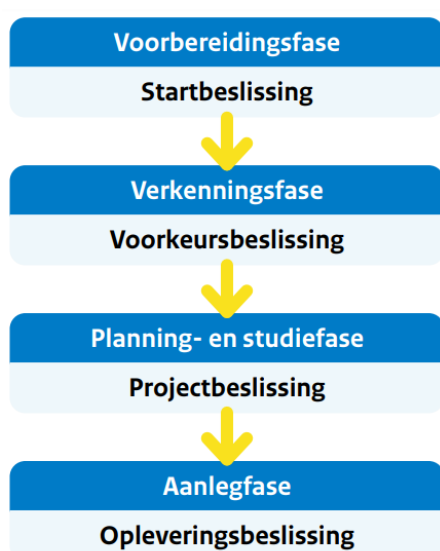 Voorbereidingsfase
Startbeslissing
Verkenningsfase
Voorkeursbeslissing
Planning- en studiefase
Projectbeslissing
Aanlegfase
Opleveringsbeslissing